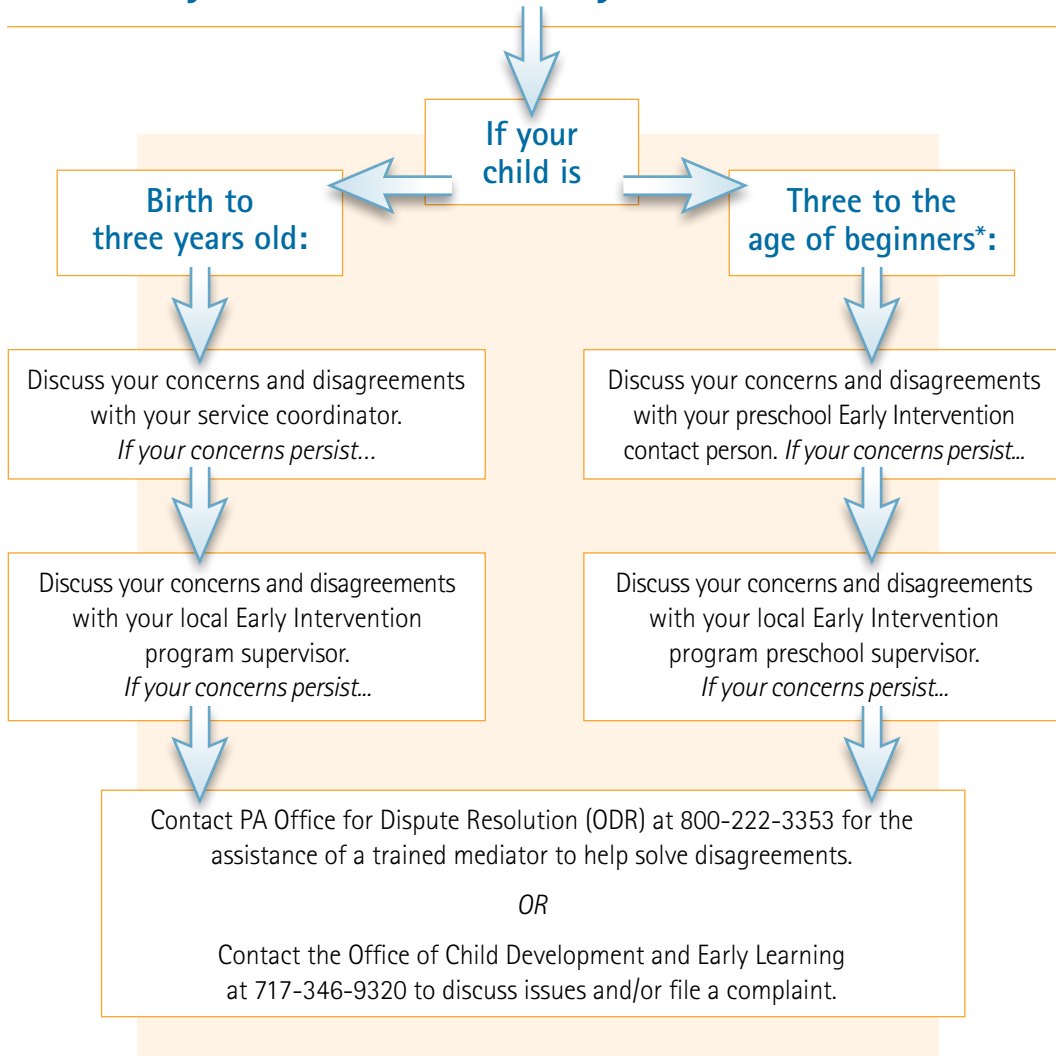 If your
child is
Birth to
three years old:
Three to the
age of beginners*:
Discuss your concerns and disagreements
with your service coordinator.
If your concerns persist...
Discuss your concerns and disagreements
with your preschool Early Intervention
contact person. If your concerns persist...
Discuss your concerns and disagreements
with your local Early Intervention
program supervisor.
If your concerns persist...
Discuss your concerns and disagreements
with your local Early Intervention
program preschool supervisor.
If your concerns persist...
Contact PA Office for Dispute Resolution (ODR) at 800-222-3353 for the
assistance of a trained mediator to help solve disagreements.
OR
Contact the Office of Child Development and Early Learning
at 717-346-9320 to discuss issues and/or file a complaint.